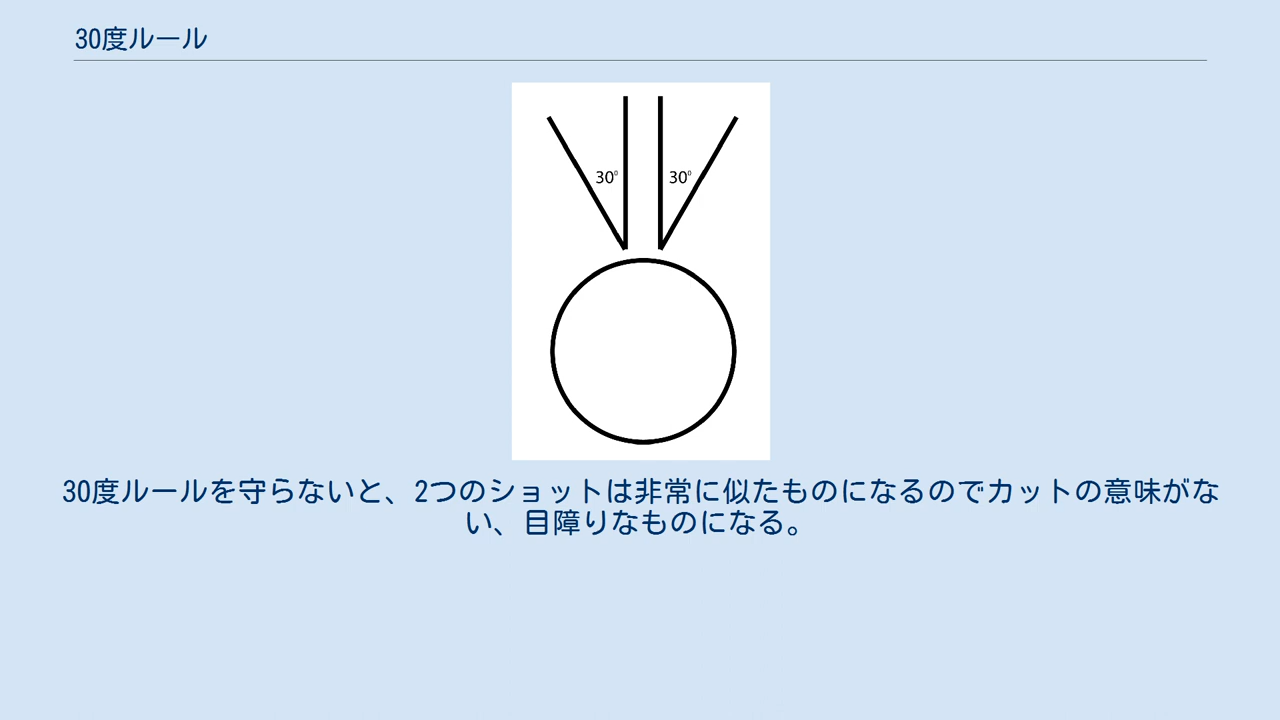 30度ルール
30⁰
30⁰
30度ルールを守らないと、2つのショットは非常に似たものになるのでカットの意味がな
い、目障りなものになる。